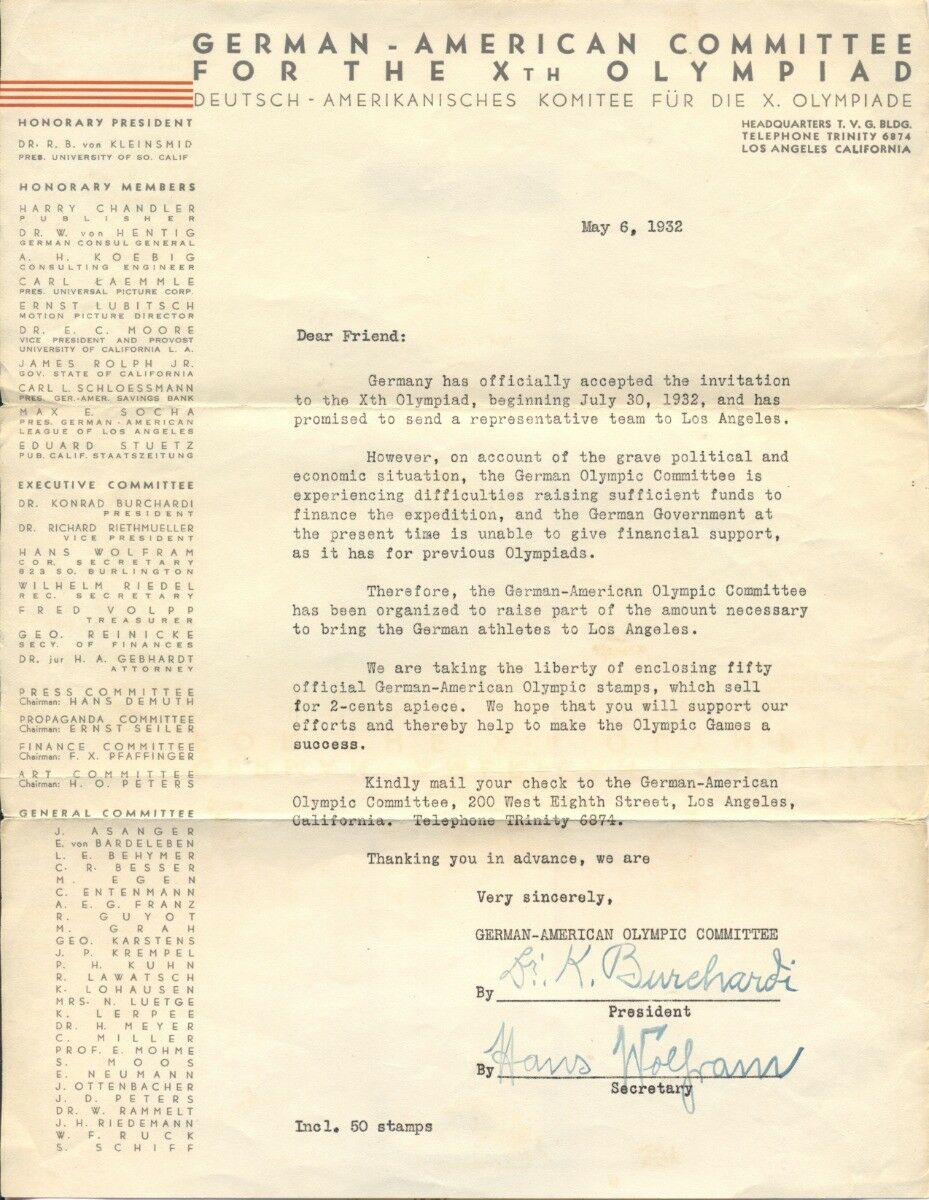 GERMAN - AMERICAN COMMITTEE
FOR THE XTH OLYMPIAD
DEUTSCH - AMERIKANISCHES KOMITEE FÜR DIE X. OLYMPIADE
HEADQUARTERS T. V. G. BLDG.
TELEPHONE TRINITY 6874
LOS ANGELES CALIFORNIA
HONORARY PRESIDENT
DR. R. B. von KLEINSMID
PRES. UNIVERSITY OF SO. CALIF
HONORARY MEMBERS
HARRY CHANDLER
PUBLISHER
DR. W. von HENTIG
GERMAN CONSUL GENERAL
A. H. KOEBIG
CONSULTING ENGINEER
CARL LAEMMLE
PRES. UNIVERSAL PICTURE CORP.
ERNST LUBITSCH
MOTION PICTURE DIRECTOR
DR. E. C. MOORE
VICE PRESIDENT AND PROVOST
UNIVERSITY OF CALIFORNIA L. A.
JAMES ROLPH JR.
GOV. STATE OF CALIFORNIA
CARL L. SCHLOESSMANN
PRES. GER.-AMER. SAVINGS BANK
MAX E. SOCHA
PRES. GERMAN - AMERICAN
LEAGUE OF LOS ANGELES
EDUARD STUETZ
PUB. CALIF. STAATSZEITUNG
EXECUTIVE COMMITTEE
DR. KONRAD BURCHARDI
PRESIDENT
DR. RICHARD RIETHMUELLER
VICE PRESIDENT
HANS WOLFRAM
COR. SECRETARY
823 SO. BURLINGTON
WILHELM RIEDEL
REC. SECRETARY
FRED VOLPP
TREASURER
GEO. REINICKE
SECY. OF FINANCES
DR. jur H. A. GEBHARDT
ATTORNEY
PRESS COMMITTEE
Chairman: HANS DEMUTH
PROPAGANDA COMMITTEE
Chairman: ERNST SEILER
FINANCE COMMITTEE
Chairman: F. X. PFAFFINGER
ART COMMITTEE
Chairman: H. O. PETERS
GENERAL COMMITTEE
J. ASANGER
E. von BARDELEBEN
L. E. BEHYMER
C. R. BESSER
M. EGEN
C. ENTENMANN
A. E. G. FRANZ
R. GUYOT
M. GRAH
GEO. KARSTENS
J. P. KREMPEL
P. H. KUHN
R. LAWATSCH
K. LOHAUSEN
MRS. N. LUETGE
K. LERPEE
DR. H. MEYER
C. MILLER
PROF. E. MOHME
S. MOOS
E. NEUMANN
J. OTTENBACHER
J. D. PETERS
DR. W. RAMMELT
J. H. RIEDEMANN
W. F. RUCK
S. SCHIFF
May 6, 1932
Dear Friend:
Germany has officially accepted the invitation
to the Xth Olympiad, beginning July 30, 1932, and has
promised to send a representative team to Los Angeles.
However, on account of the grave political and
economic situation, the German Olympic Committee is
experiencing difficulties raising sufficient funds to
finance the expedition, and the German Government at
the present time is unable to give financial support,
as it has for previous Olympiads.
Therefore, the German-American Olympic Committee
has been organized to raise part of the amount necessary
to bring the German athletes to Los Angeles.
We are taking the liberty of enclosing fifty
official German-American Olympic stamps, which sell
for 2-cents apiece. We hope that you will support our
efforts and thereby help to make the Olympic Games a
success.
Kindly mail your check to the German-American
Olympic Committee, 200 West Eighth Street, Los Angeles,
California. Telephone TRinity 6874.
Thanking you in advance, we are
Very sincerely,
GERMAN-AMERICAN OLYMPIC COMMITTEE
By Dr. K. Burchardi
President
By Hans Wolfram
Secretary
Incl. 50 stamps